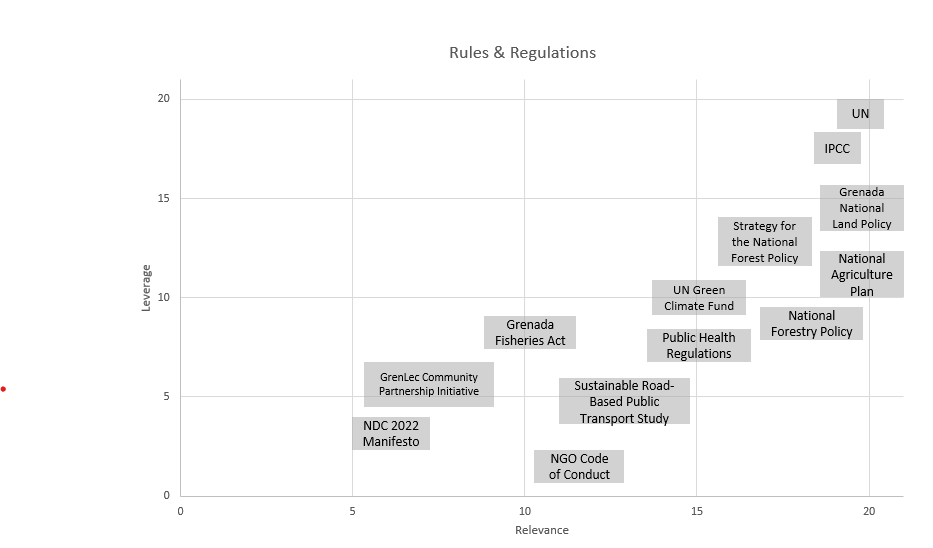 Rules & Regulations
20
UN
IPCC
15
Grenada
National
Land Policy
Strategy for
the National
Forest Policy
National
Agriculture
Plan
Leverage
10
UN Green
Climate Fund
National
Forestry Policy
Grenada
Fisheries Act
Public Health
Regulations
GrenLec Community
Partnership Initiative
Sustainable Road-
Based Public
Transport Study
5
NDC 2022
Manifesto
NGO Code
of Conduct
0
0
5
10
15
20
Relevance